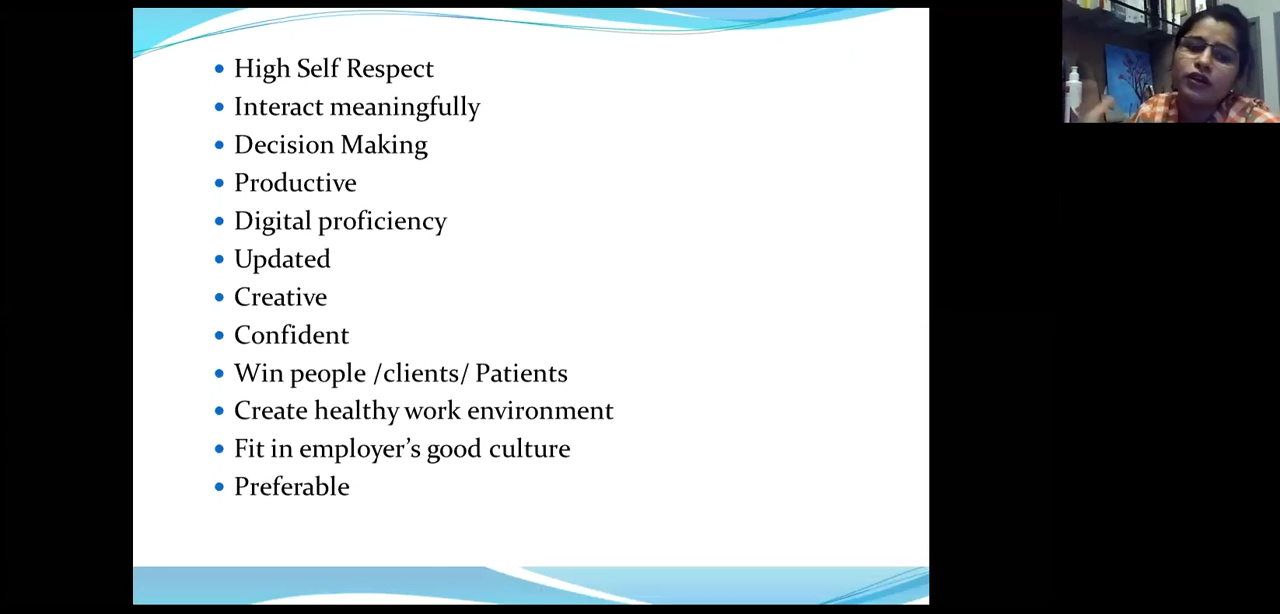 High Self Respect
Interact meaningfully
Decision Making
Productive
Digital proficiency
Updated
Creative
Confident
Win people /clients/ Patients
Create healthy work environment
Fit in employer’s good culture
Preferable